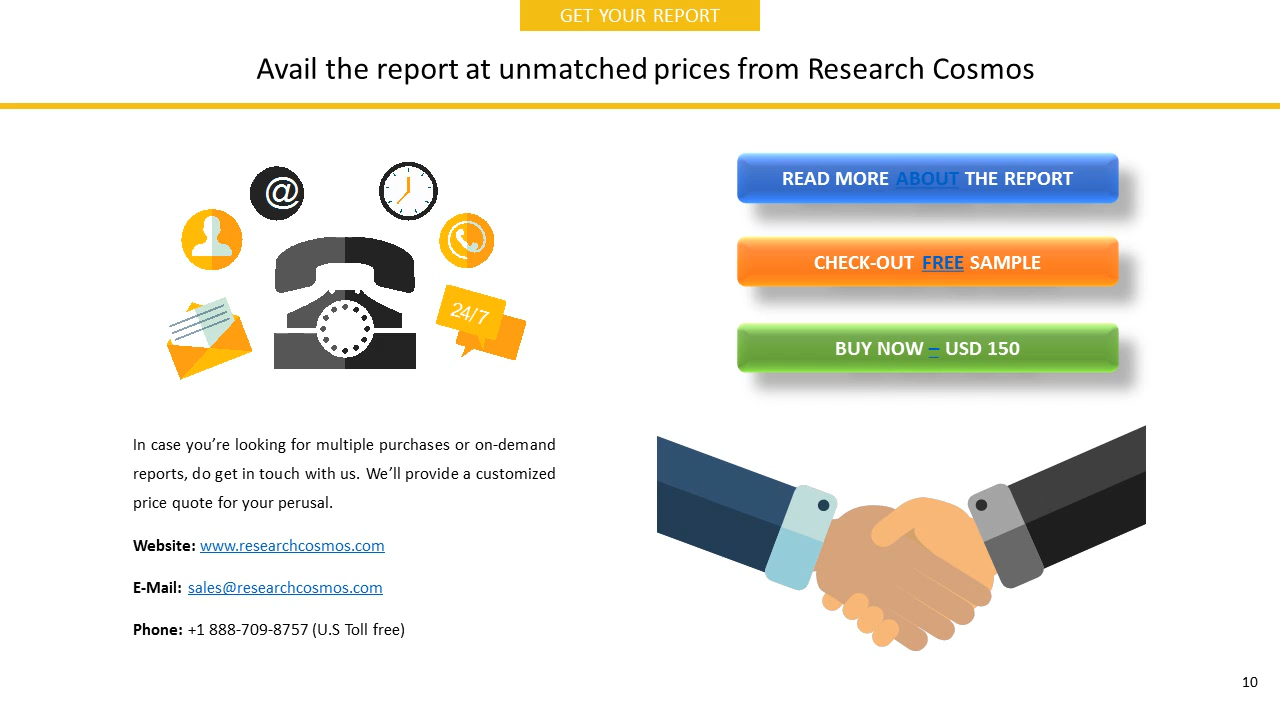 GET YOUR REPORT
Avail the report at unmatched prices from Research Cosmos
@
24/7
READ MORE ABOUT THE REPORT
CHECK-OUT FREE SAMPLE
BUY NOW – USD 150
In case you’re looking for multiple purchases or on-demand
reports, do get in touch with us. We’ll provide a customized
price quote for your perusal.
Website: www.researchcosmos.com
E-Mail: sales@researchcosmos.com
Phone: +1 888-709-8757 (U.S Toll free)
10